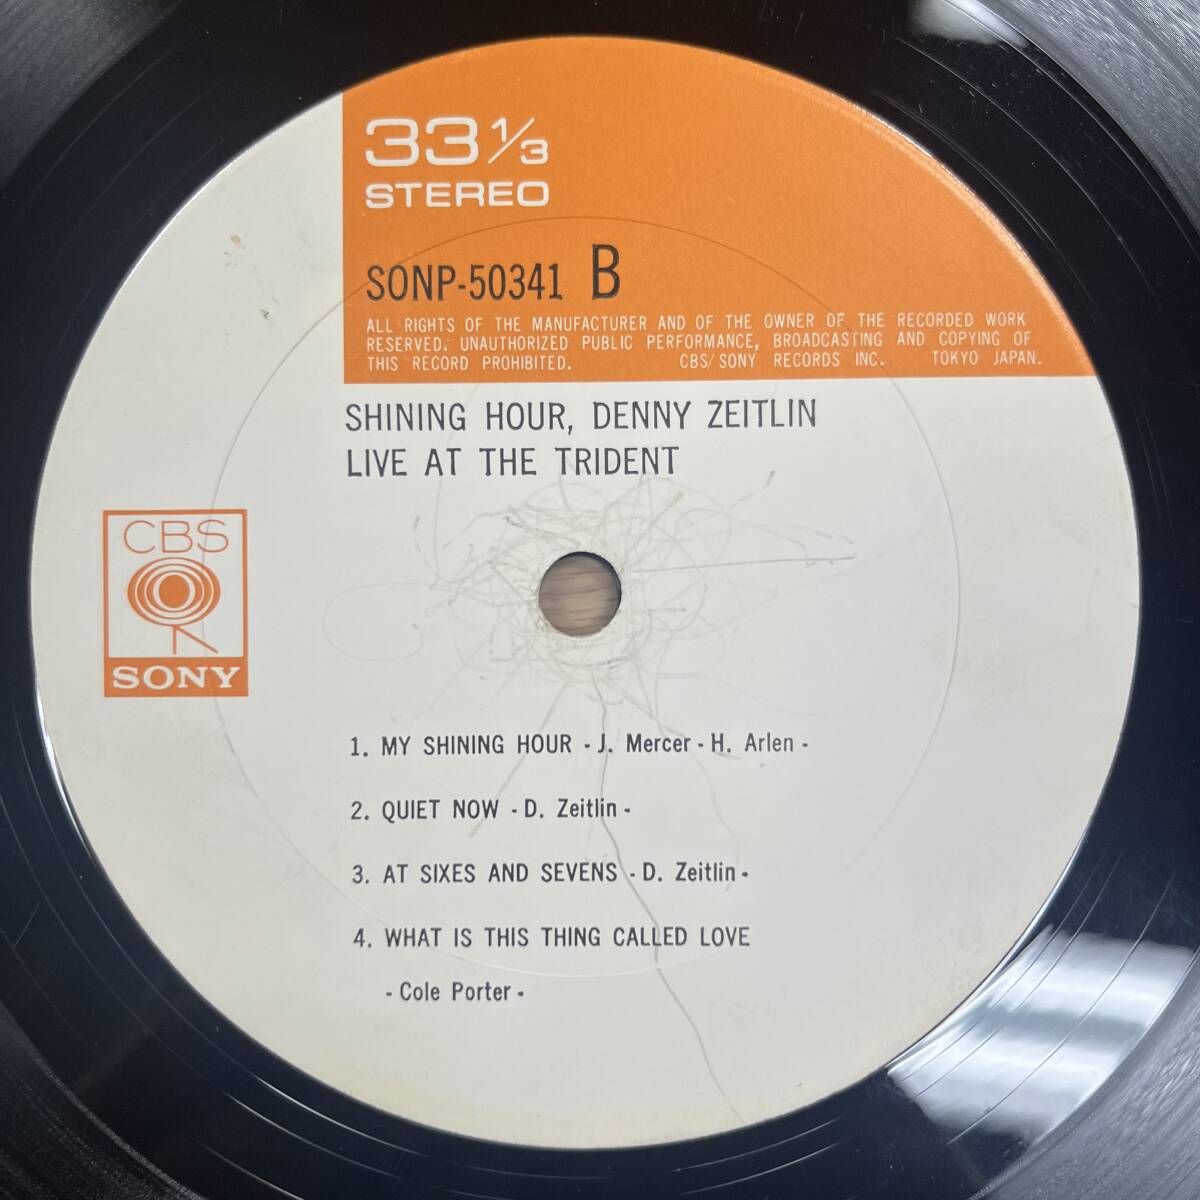 33 1/3
STEREO
SONP-50341 B
ALL RIGHTS OF THE MANUFACTURER AND OF THE OWNER OF THE RECORDED WORK
RESERVED. UNAUTHORIZED PUBLIC PERFORMANCE, BROADCASTING AND COPYING OF
THIS RECORD PROHIBITED. CBS/SONY RECORDS INC. TOKYO JAPAN.
SHINING HOUR, DENNY ZEITLIN
LIVE AT THE TRIDENT
CBS
SONY
1. MY SHINING HOUR - J. Mercer - H. Arlen -
2. QUIET NOW - D. Zeitlin -
3. AT SIXES AND SEVENS - D. Zeitlin -
4. WHAT IS THIS THING CALLED LOVE
- Cole Porter -